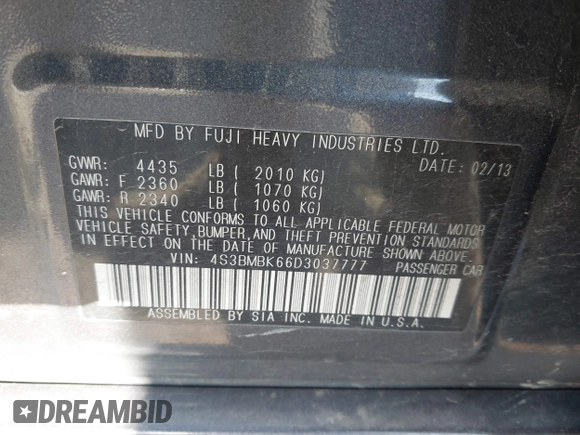 MFD BY FUJI HEAVY INDUSTRIES LTD.
GVWR: 4435 LB ( 2010 KG) DATE: 02/13
GAWR: F 2360 LB ( 1070 KG)
GAWR: R 2340 LB ( 1060 KG)
THIS VEHICLE CONFORMS TO ALL APPLICABLE FEDERAL MOTOR
VEHICLE SAFETY, BUMPER, AND THEFT PREVENTION STANDARDS
IN EFFECT ON THE DATE OF MANUFACTURE SHOWN ABOVE.
VIN: 4S3BMBK66D3037777 PASSENGER CAR
ASSEMBLED BY SIA INC. MADE IN U.S.A.
DREAMBID